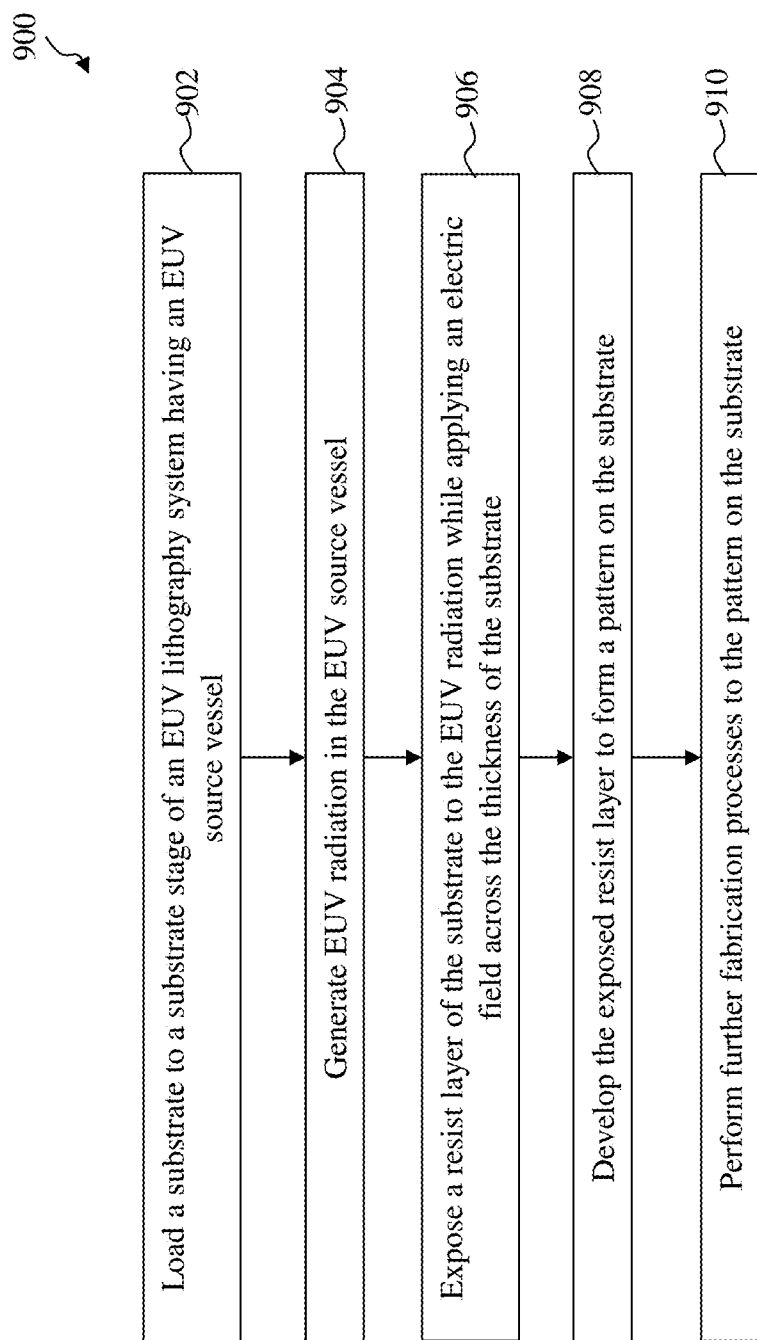 900
902
Load a substrate to a substrate stage of an EUV lithography system having an EUV
source vessel
904
Generate EUV radiation in the EUV source vessel
906
Expose a resist layer of the substrate to the EUV radiation while applying an electric
field across the thickness of the substrate
908
Develop the exposed resist layer to form a pattern on the substrate
910
Perform further fabrication processes to the pattern on the substrate